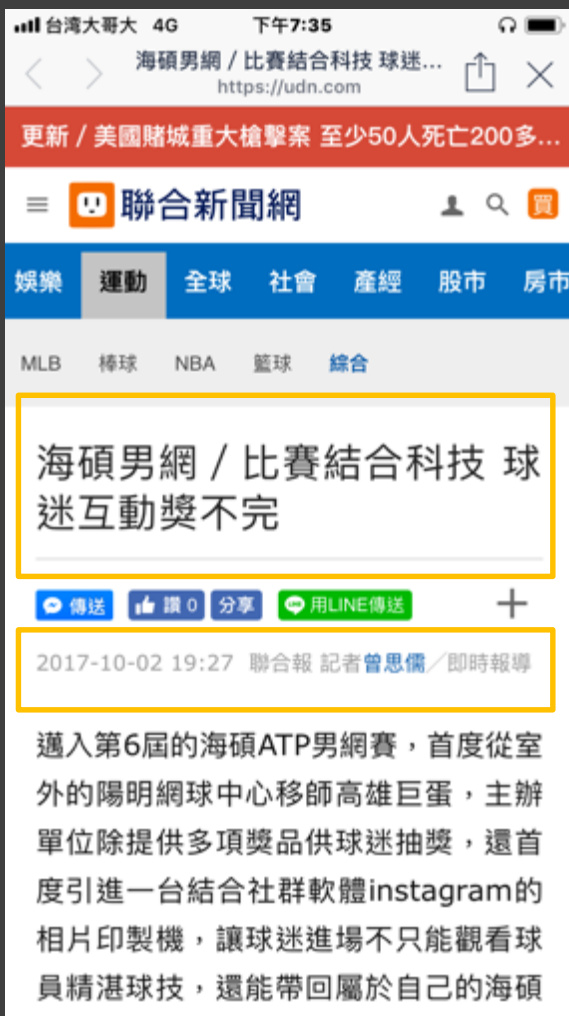 台灣大哥大 4G 下午7:35
海碩男網 / 比賽結合科技 球迷...
https://udn.com
更新 / 美國賭城重大槍擊案 至少50人死亡200多...
聯合新聞網 買
娛樂 運動 全球 社會 產經 股市 房市
MLB 棒球 NBA 籃球 綜合
海碩男網/比賽結合科技 球
迷互動獎不完
傳送 讚 0 分享 用LINE傳送
2017-10-02 19:27 聯合報 記者曾思儒╱即時報導
邁入第6屆的海碩ATP男網賽,首度從室
外的陽明網球中心移師高雄巨蛋,主辦
單位除提供多項獎品供球迷抽獎,還首
度引進一台結合社群軟體instagram的
相片印製機,讓球迷進場不只能觀看球
員精湛球技,還能帶回屬於自己的海碩